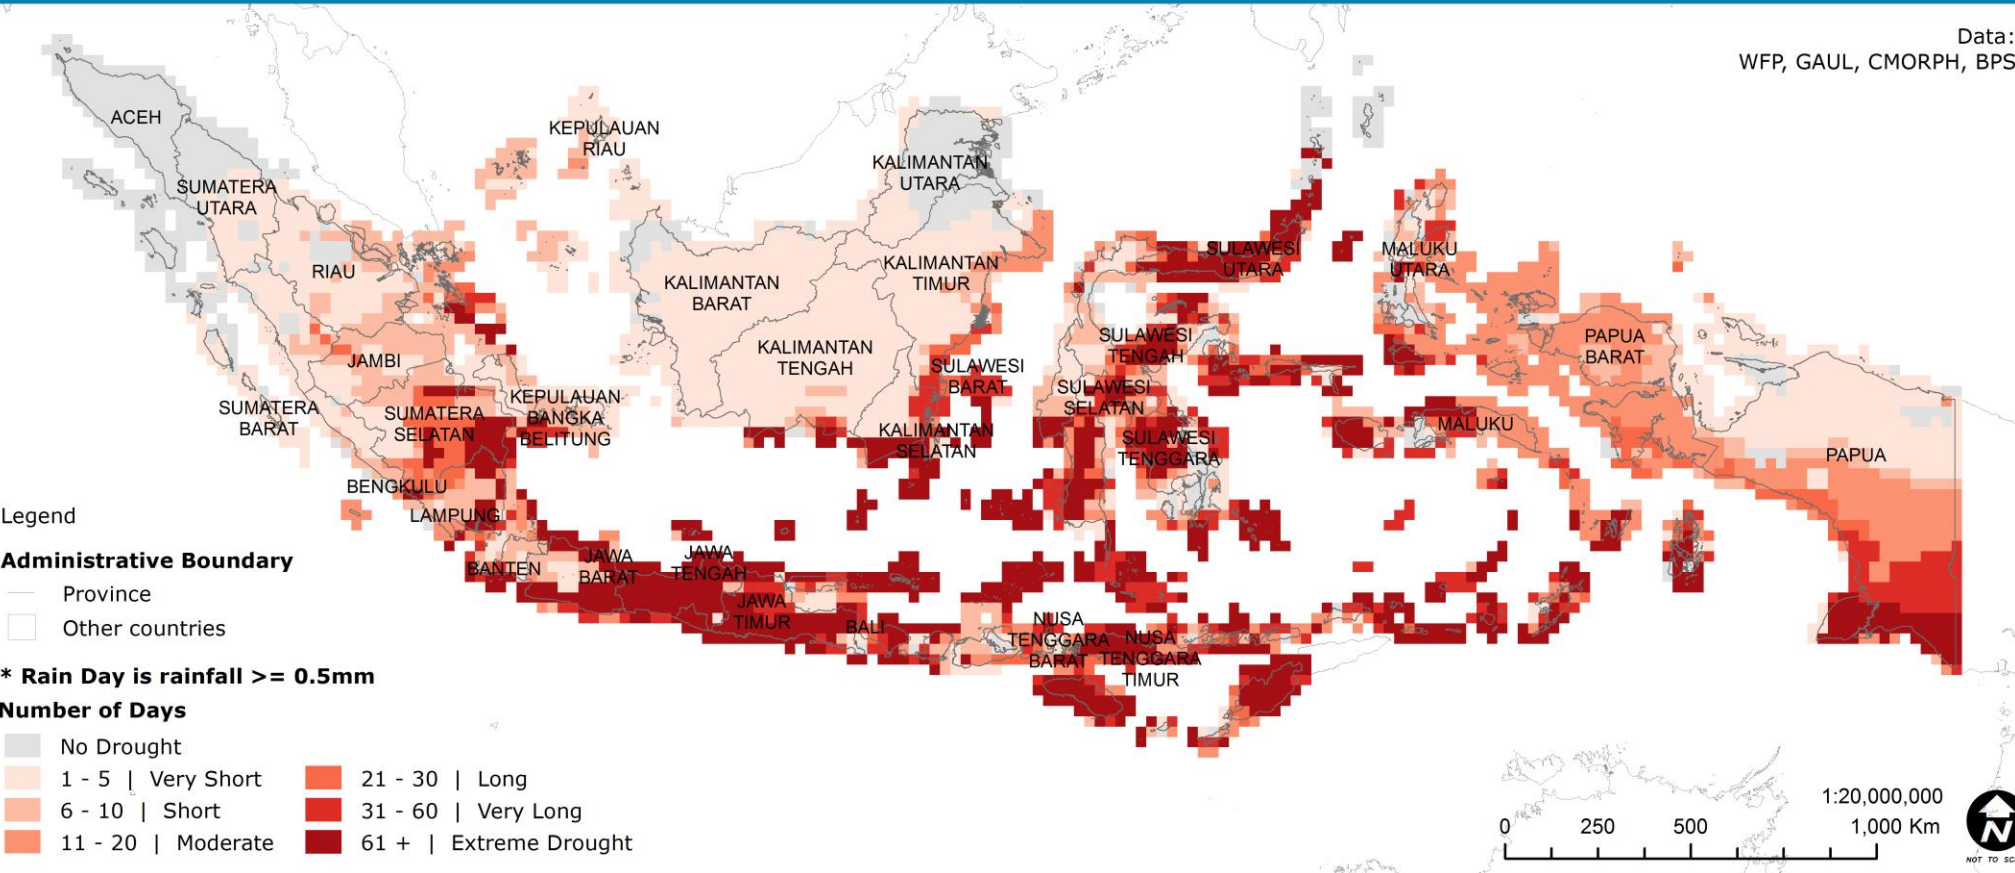 Data:
WFP, GAUL, CMORPH, BPS
ACEH
SUMATERA
UTARA
RIAU
KEPULAUAN
RIAU
JAMBI
SUMATERA
BARAT
SUMATERA
SELATAN
KEPULAUAN
BANGKA
BELITUNG
BENGKULU
LAMPUNG
BANTEN
JAWA
BARAT
JAWA
TENGAH
JAWA
TIMUR
BALI
KALIMANTAN
UTARA
KALIMANTAN
BARAT
KALIMANTAN
TIMUR
KALIMANTAN
TENGAH
KALIMANTAN
SELATAN
SULAWESI
UTARA
SULAWESI
TENGAH
SULAWESI
BARAT
SULAWESI
SELATAN
SULAWESI
TENGGARA
NUSA
TENGGARA
BARAT
NUSA
TENGGARA
TIMUR
MALUKU
UTARA
MALUKU
PAPUA
BARAT
PAPUA
Legend
Administrative Boundary
Province
Other countries
* Rain Day is rainfall >= 0.5mm
Number of Days
No Drought
1 - 5 | Very Short
6 - 10 | Short
11 - 20 | Moderate
21 - 30 | Long
31 - 60 | Very Long
61 + | Extreme Drought
1:20,000,000
0 250 500 1,000 Km
N
NOT TO SC